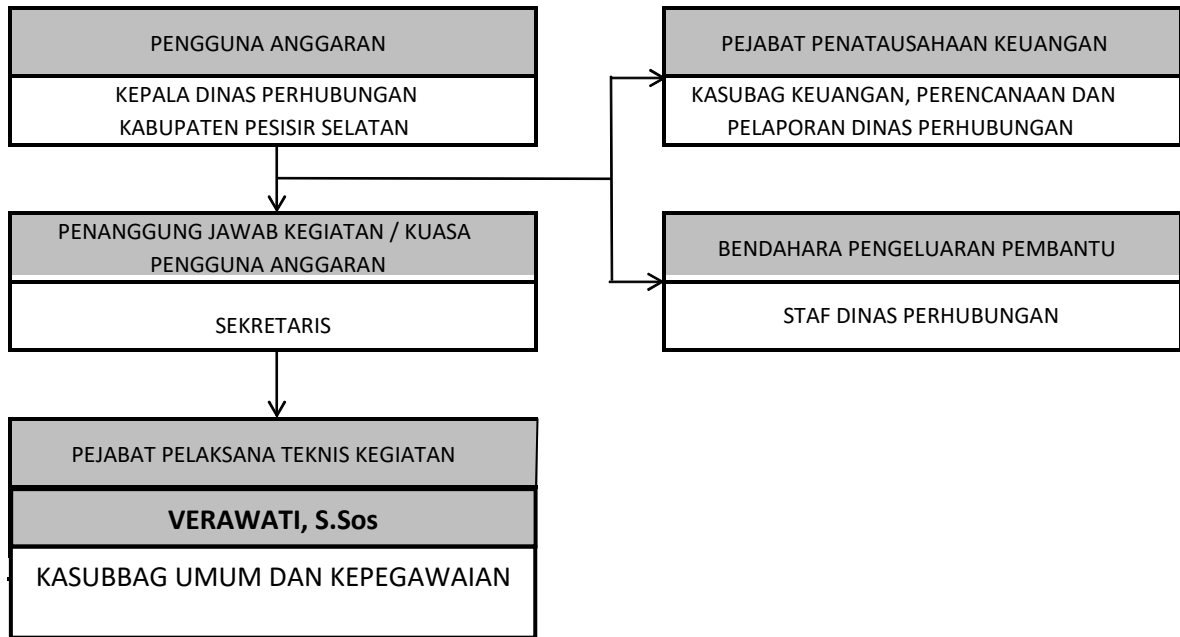 PENGGUNA ANGGARAN
KEPALA DINAS PERHUBUNGAN
KABUPATEN PESISIR SELATAN
PEJABAT PENATAUSAHAAN KEUANGAN
KASUBAG KEUANGAN, PERENCANAAN DAN
PELAPORAN DINAS PERHUBUNGAN
PENANGGUNG JAWAB KEGIATAN / KUASA
PENGGUNA ANGGARAN
SEKRETARIS
BENDAHARA PENGELUARAN PEMBANTU
STAF DINAS PERHUBUNGAN
PEJABAT PELAKSANA TEKNIS KEGIATAN
VERAWATI, S.Sos
KASUBBAG UMUM DAN KEPEGAWAIAN